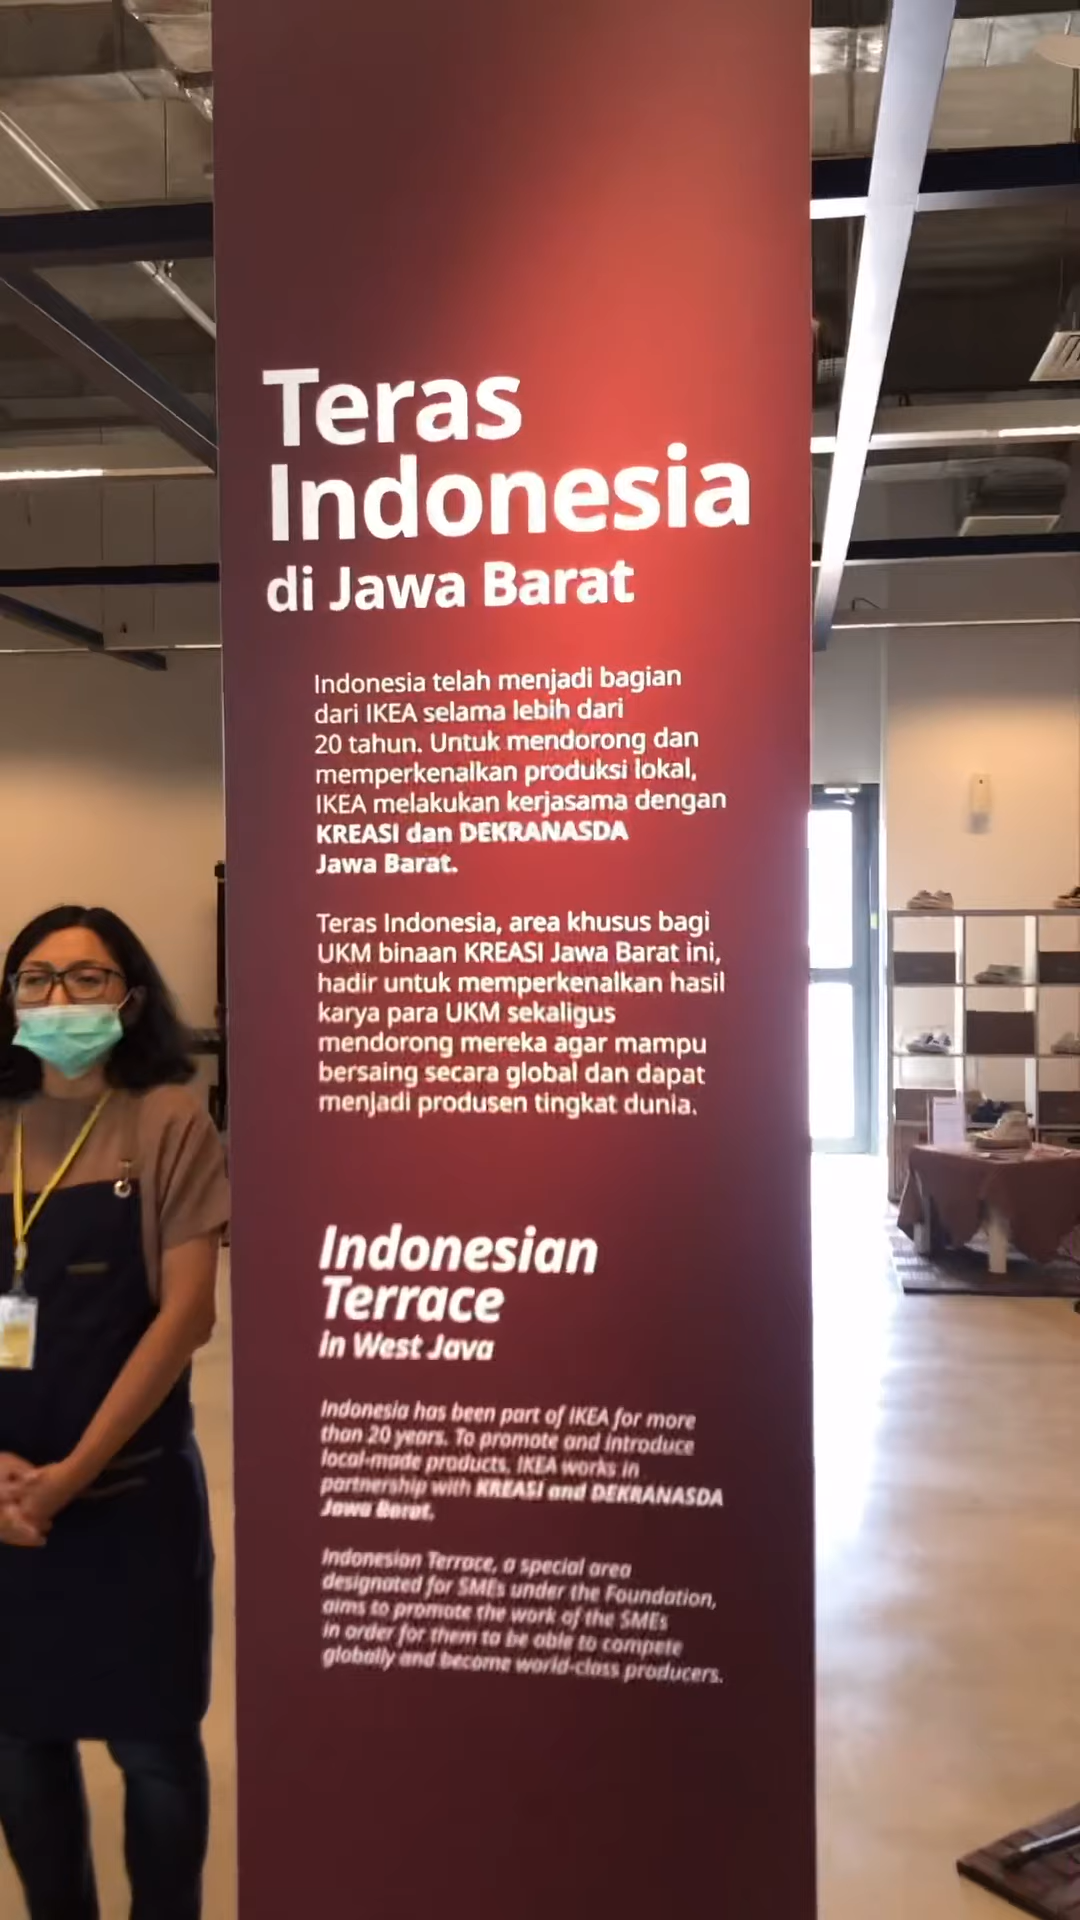 Teras
Indonesia
di Jawa Barat
Indonesia telah menjadi bagian
dari IKEA selama lebih dari
20 tahun. Untuk mendorong dan
memperkenalkan produksi lokal,
IKEA melakukan kerjasama dengan
KREASI dan DEKRANASDA
Jawa Barat.
Teras Indonesia, area khusus bagi
UKM binaan KREASI Jawa Barat ini,
hadir untuk memperkenalkan hasil
karya para UKM sekaligus
mendorong mereka agar mampu
bersaing secara global dan dapat
menjadi produsen tingkat dunia.
Indonesian
Terrace
in West Java
Indonesia has been part of IKEA for more
than 20 years. To promote and introduce
local-made products, IKEA works in
partnership with KREASI and DEKRANASDA
Jawa Barat.
Indonesian Terrace, a special area
designated for SMEs under the Foundation,
aims to promote the work of the SMEs
in order for them to be able to compete
globally and become world-class producers.